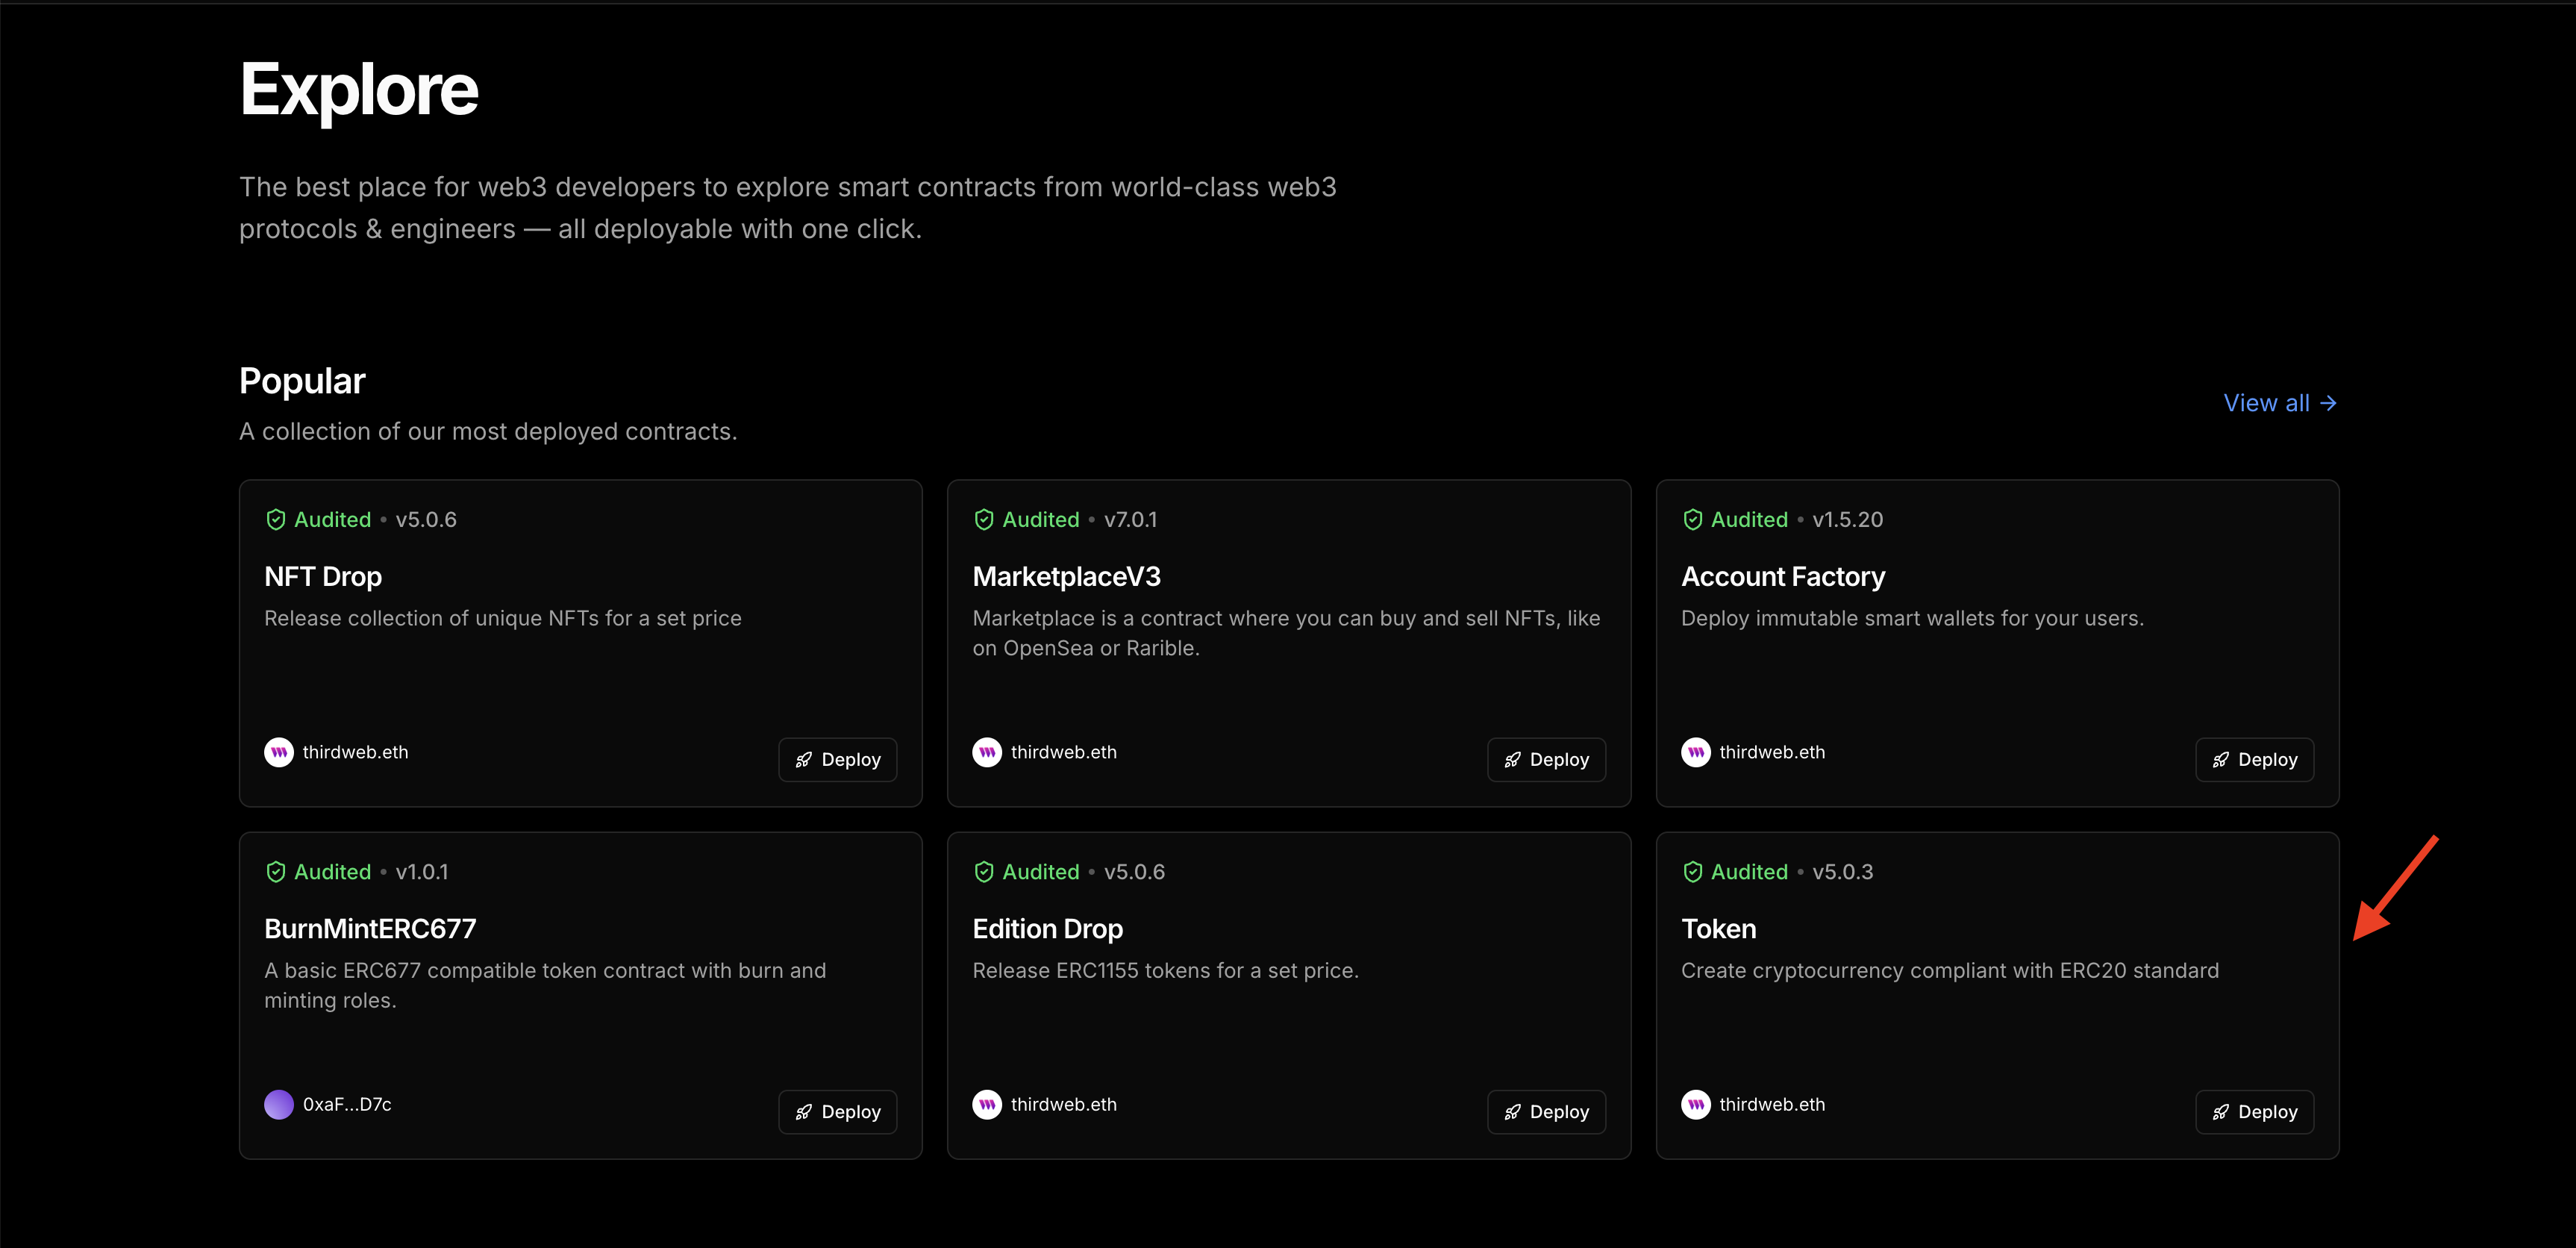 Explore
The best place for web3 developers to explore smart contracts from world-class web3
protocols & engineers — all deployable with one click.
Popular
A collection of our most deployed contracts.
View all →
Audited • v5.0.6
NFT Drop
Release collection of unique NFTs for a set price
thirdweb.eth
Deploy
Audited • v7.0.1
MarketplaceV3
Marketplace is a contract where you can buy and sell NFTs, like
on OpenSea or Rarible.
thirdweb.eth
Deploy
Audited • v1.5.20
Account Factory
Deploy immutable smart wallets for your users.
thirdweb.eth
Deploy
Audited • v1.0.1
BurnMintERC677
A basic ERC677 compatible token contract with burn and
minting roles.
0xaF...D7c
Deploy
Audited • v5.0.6
Edition Drop
Release ERC1155 tokens for a set price.
thirdweb.eth
Deploy
Audited • v5.0.3
Token
Create cryptocurrency compliant with ERC20 standard
thirdweb.eth
Deploy